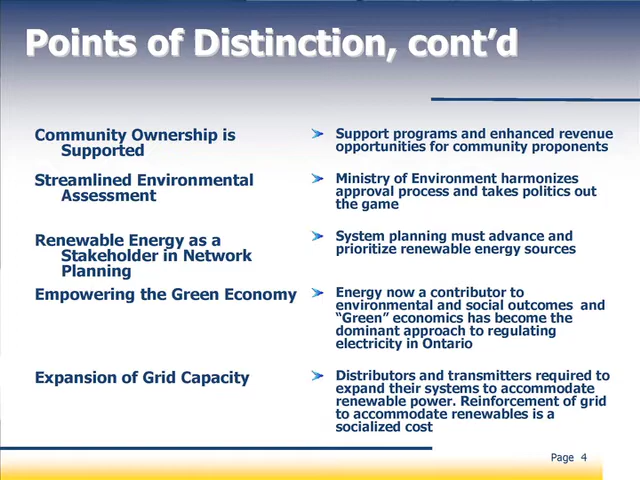 Points of Distinction, cont’d
Community Ownership is
Supported
Support programs and enhanced revenue
opportunities for community proponents
Streamlined Environmental
Assessment
Ministry of Environment harmonizes
approval process and takes politics out
the game
Renewable Energy as a
Stakeholder in Network
Planning
System planning must advance and
prioritize renewable energy sources
Empowering the Green Economy
Energy now a contributor to
environmental and social outcomes and
“Green” economics has become the
dominant approach to regulating
electricity in Ontario
Expansion of Grid Capacity
Distributors and transmitters required to
expand their systems to accommodate
renewable power. Reinforcement of grid
to accommodate renewables is a
socialized cost
Page 4